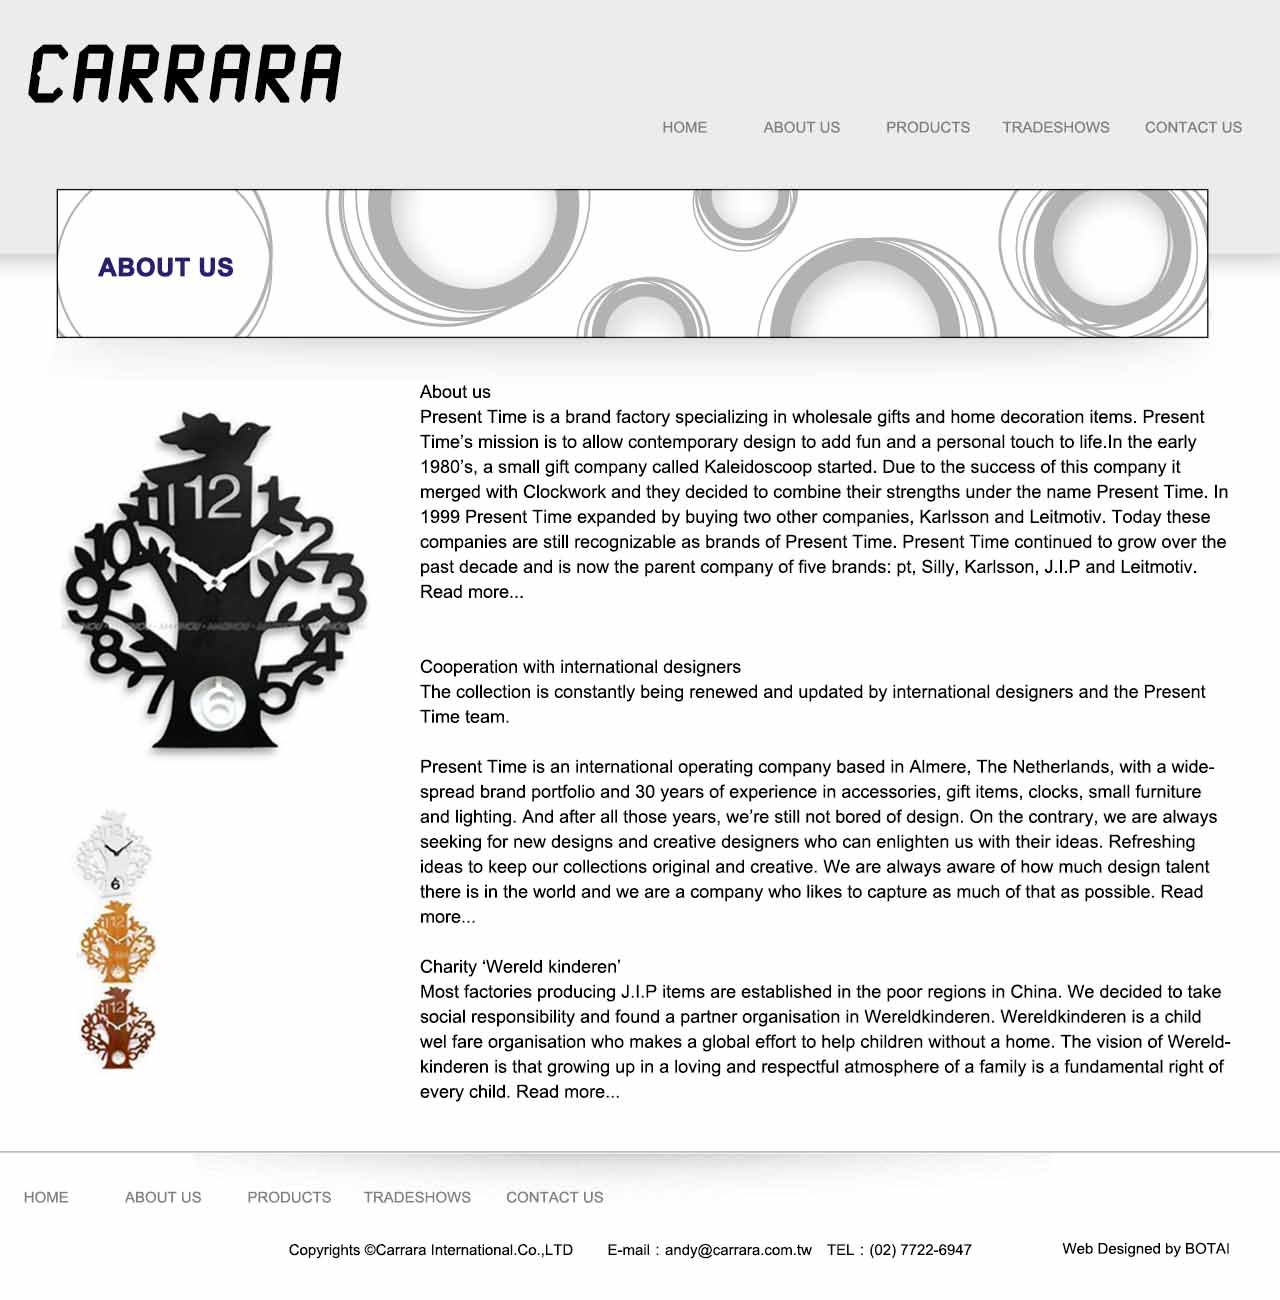 CARRARA
HOME ABOUT US PRODUCTS TRADESHOWS CONTACT US
ABOUT US
About us
Present Time is a brand factory specializing in wholesale gifts and home decoration items. Present
Time’s mission is to allow contemporary design to add fun and a personal touch to life.In the early
1980’s, a small gift company called Kaleidoscoop started. Due to the success of this company it
merged with Clockwork and they decided to combine their strengths under the name Present Time. In
1999 Present Time expanded by buying two other companies, Karlsson and Leitmotiv. Today these
companies are still recognizable as brands of Present Time. Present Time continued to grow over the
past decade and is now the parent company of five brands: pt, Silly, Karlsson, J.I.P and Leitmotiv.
Read more...
Cooperation with international designers
The collection is constantly being renewed and updated by international designers and the Present
Time team.
Present Time is an international operating company based in Almere, The Netherlands, with a wide-
spread brand portfolio and 30 years of experience in accessories, gift items, clocks, small furniture
and lighting. And after all those years, we’re still not bored of design. On the contrary, we are always
seeking for new designs and creative designers who can enlighten us with their ideas. Refreshing
ideas to keep our collections original and creative. We are always aware of how much design talent
there is in the world and we are a company who likes to capture as much of that as possible. Read
more...
Charity ‘Wereld kinderen’
Most factories producing J.I.P items are established in the poor regions in China. We decided to take
social responsibility and found a partner organisation in Wereldkinderen. Wereldkinderen is a child
wel fare organisation who makes a global effort to help children without a home. The vision of Wereld-
kinderen is that growing up in a loving and respectful atmosphere of a family is a fundamental right of
every child. Read more...
11 12 1
10 2
9 3
8 4
7 6 5
6
HOME ABOUT US PRODUCTS TRADESHOWS CONTACT US
Copyrights ©Carrara International.Co.,LTD E-mail：andy@carrara.com.tw TEL：(02) 7722-6947 Web Designed by BOTAI